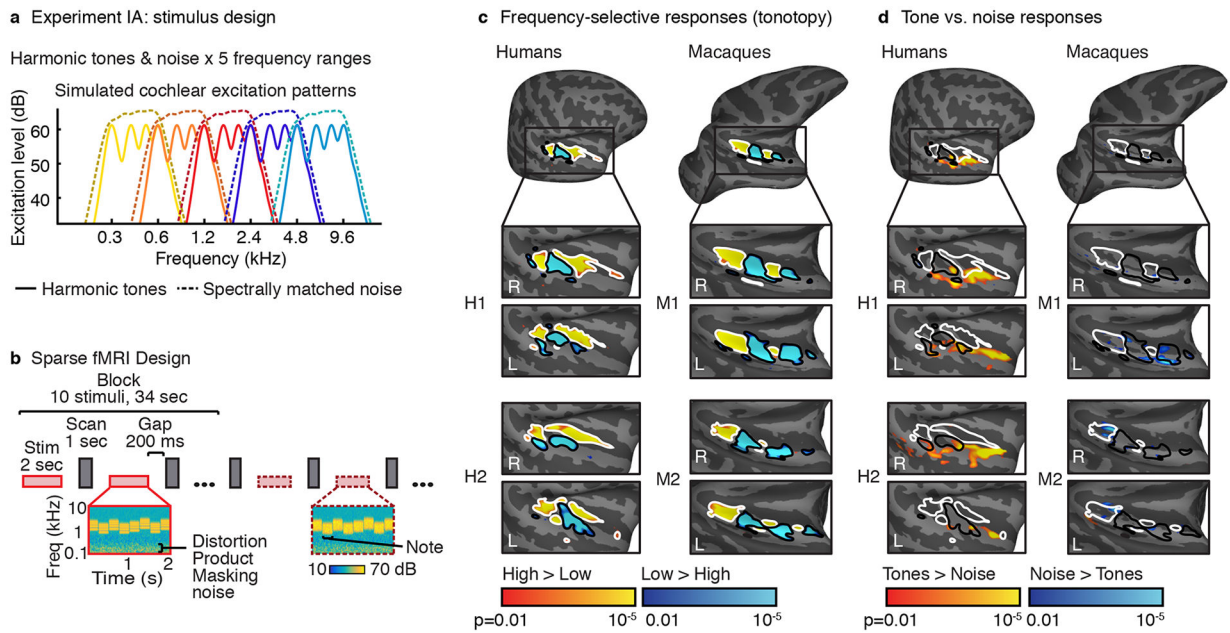 a Experiment IA: stimulus design
Harmonic tones & noise x 5 frequency ranges
Simulated cochlear excitation patterns
Excitation level (dB)
60
50
40
0.3 0.6 1.2 2.4 4.8 9.6
Frequency (kHz)
Harmonic tones Spectrally matched noise
b Sparse fMRI Design
Block
10 stimuli, 34 sec
Scan
1 sec
Gap
200 ms
Stim
2 sec
... ... 
Freq (kHz)
10
1
0.1
1 2
Time (s)
Distortion
Product
Masking
noise
Note
10 70 dB
c Frequency-selective responses (tonotopy)
Humans Macaques
H1
R
L
M1
R
L
H2
R
L
M2
R
L
High > Low Low > High
p=0.01 10-5 0.01 10-5
d Tone vs. noise responses
Humans Macaques
H1
R
L
M1
R
L
H2
R
L
M2
R
L
Tones > Noise Noise > Tones
p=0.01 10-5 0.01 10-5